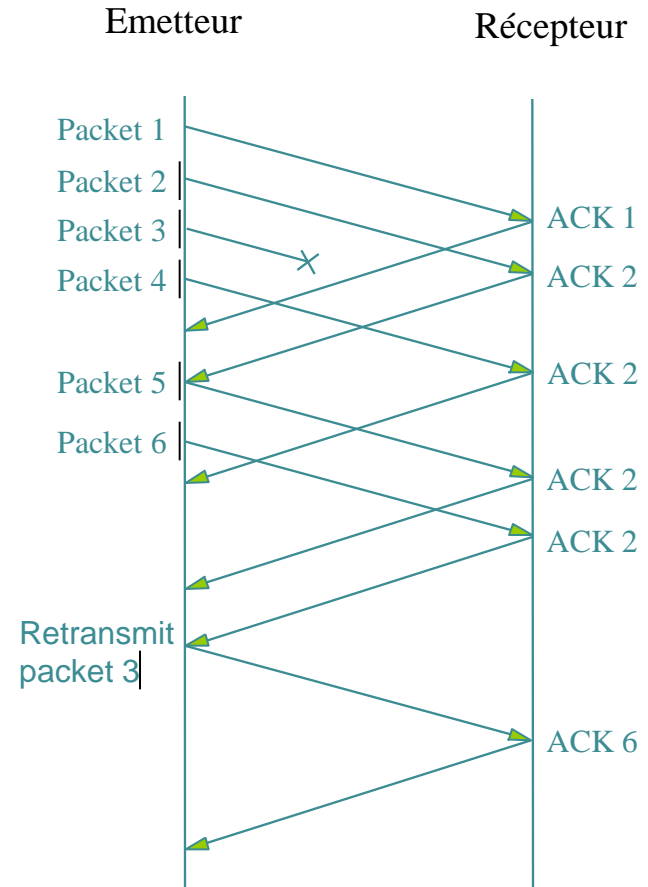 Emetteur
Récepteur
Packet 1
Packet 2
Packet 3
Packet 4
Packet 5
Packet 6
Retransmit
packet 3
ACK 1
ACK 2
ACK 2
ACK 2
ACK 2
ACK 6